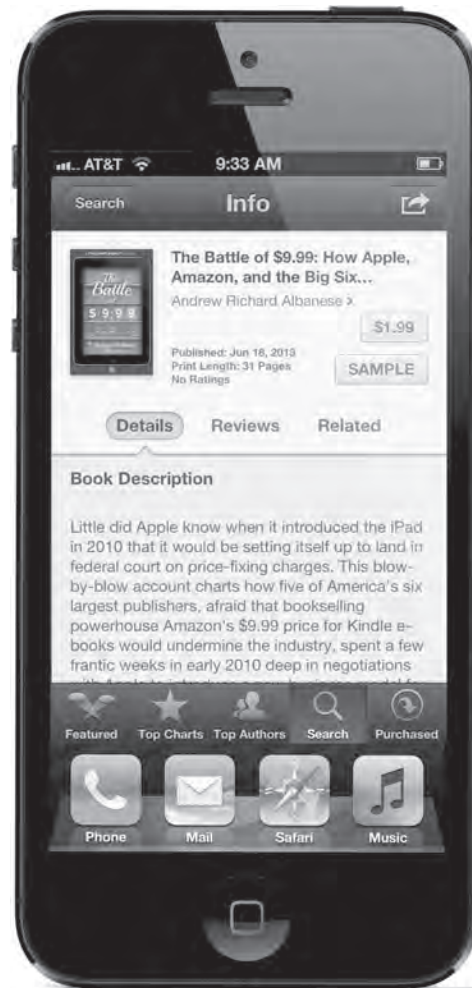 AT&T 9:33 AM
Search Info
The Battle of $9.99: How Apple,
Amazon, and the Big Six...
Andrew Richard Albanese >
$1.99
Published: Jun 16, 2013
Print Length: 31 Pages
No Ratings
SAMPLE
The
Battle
$9.99
Details Reviews Related
Book Description
Little did Apple know when it introduced the iPad
in 2010 that it would be setting itself up to land in
federal court on price-fixing charges. This blow-
by-blow account charts how five of America's six
largest publishers, afraid that bookselling
powerhouse Amazon's $9.99 price for Kindle e-
books would undermine the industry, spent a few
frantic weeks in early 2010 deep in negotiations
Featured Top Charts Top Authors Search Purchased
Phone Mail Safari Music